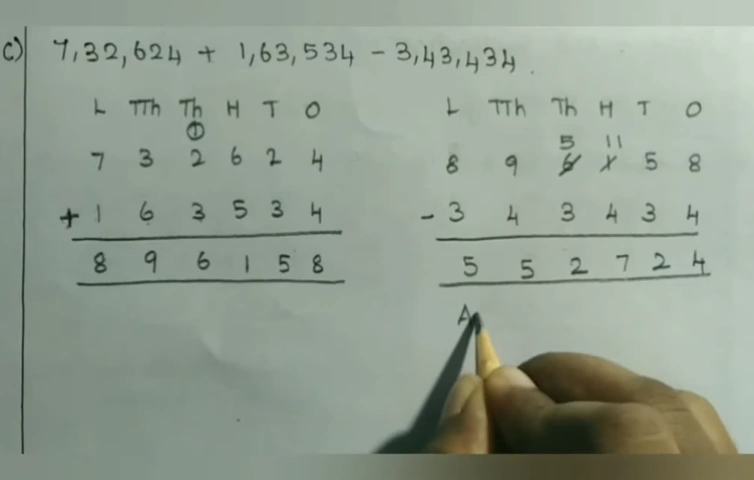 c) 7,32,624 + 1,63,534 - 3,43,434.
L TTh Th H T O
1
7 3 2 6 2 4
+ 1 6 3 5 3 4
8 9 6 1 5 8
L TTh Th H T O
5 11
8 9 6 1 5 8
- 3 4 3 4 3 4
5 5 2 7 2 4
A